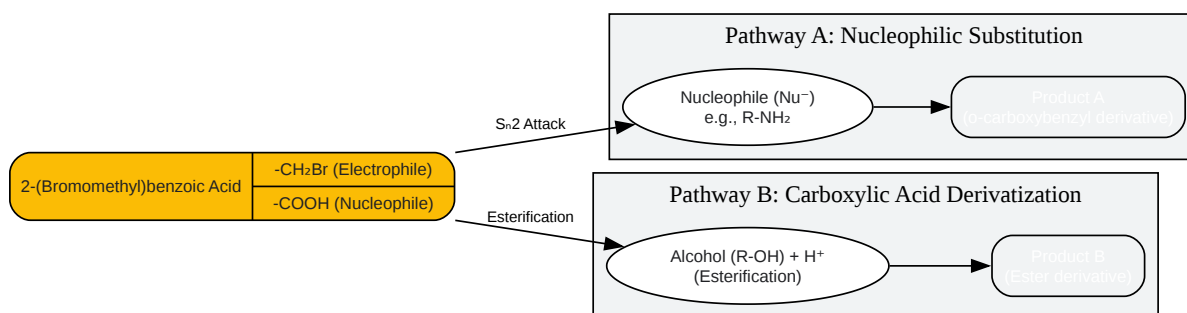 Pathway A: Nucleophilic Substitution
Nucleophile (Nu⁻)
e.g., R-NH₂
Product A
(o-carboxybenzyl derivative)
Sₙ2 Attack
2-(Bromomethyl)benzoic Acid
-CH₂Br (Electrophile)
-COOH (Nucleophile)
Esterification
Pathway B: Carboxylic Acid Derivatization
Alcohol (R-OH) + H⁺
(Esterification)
Product B
(Ester derivative)